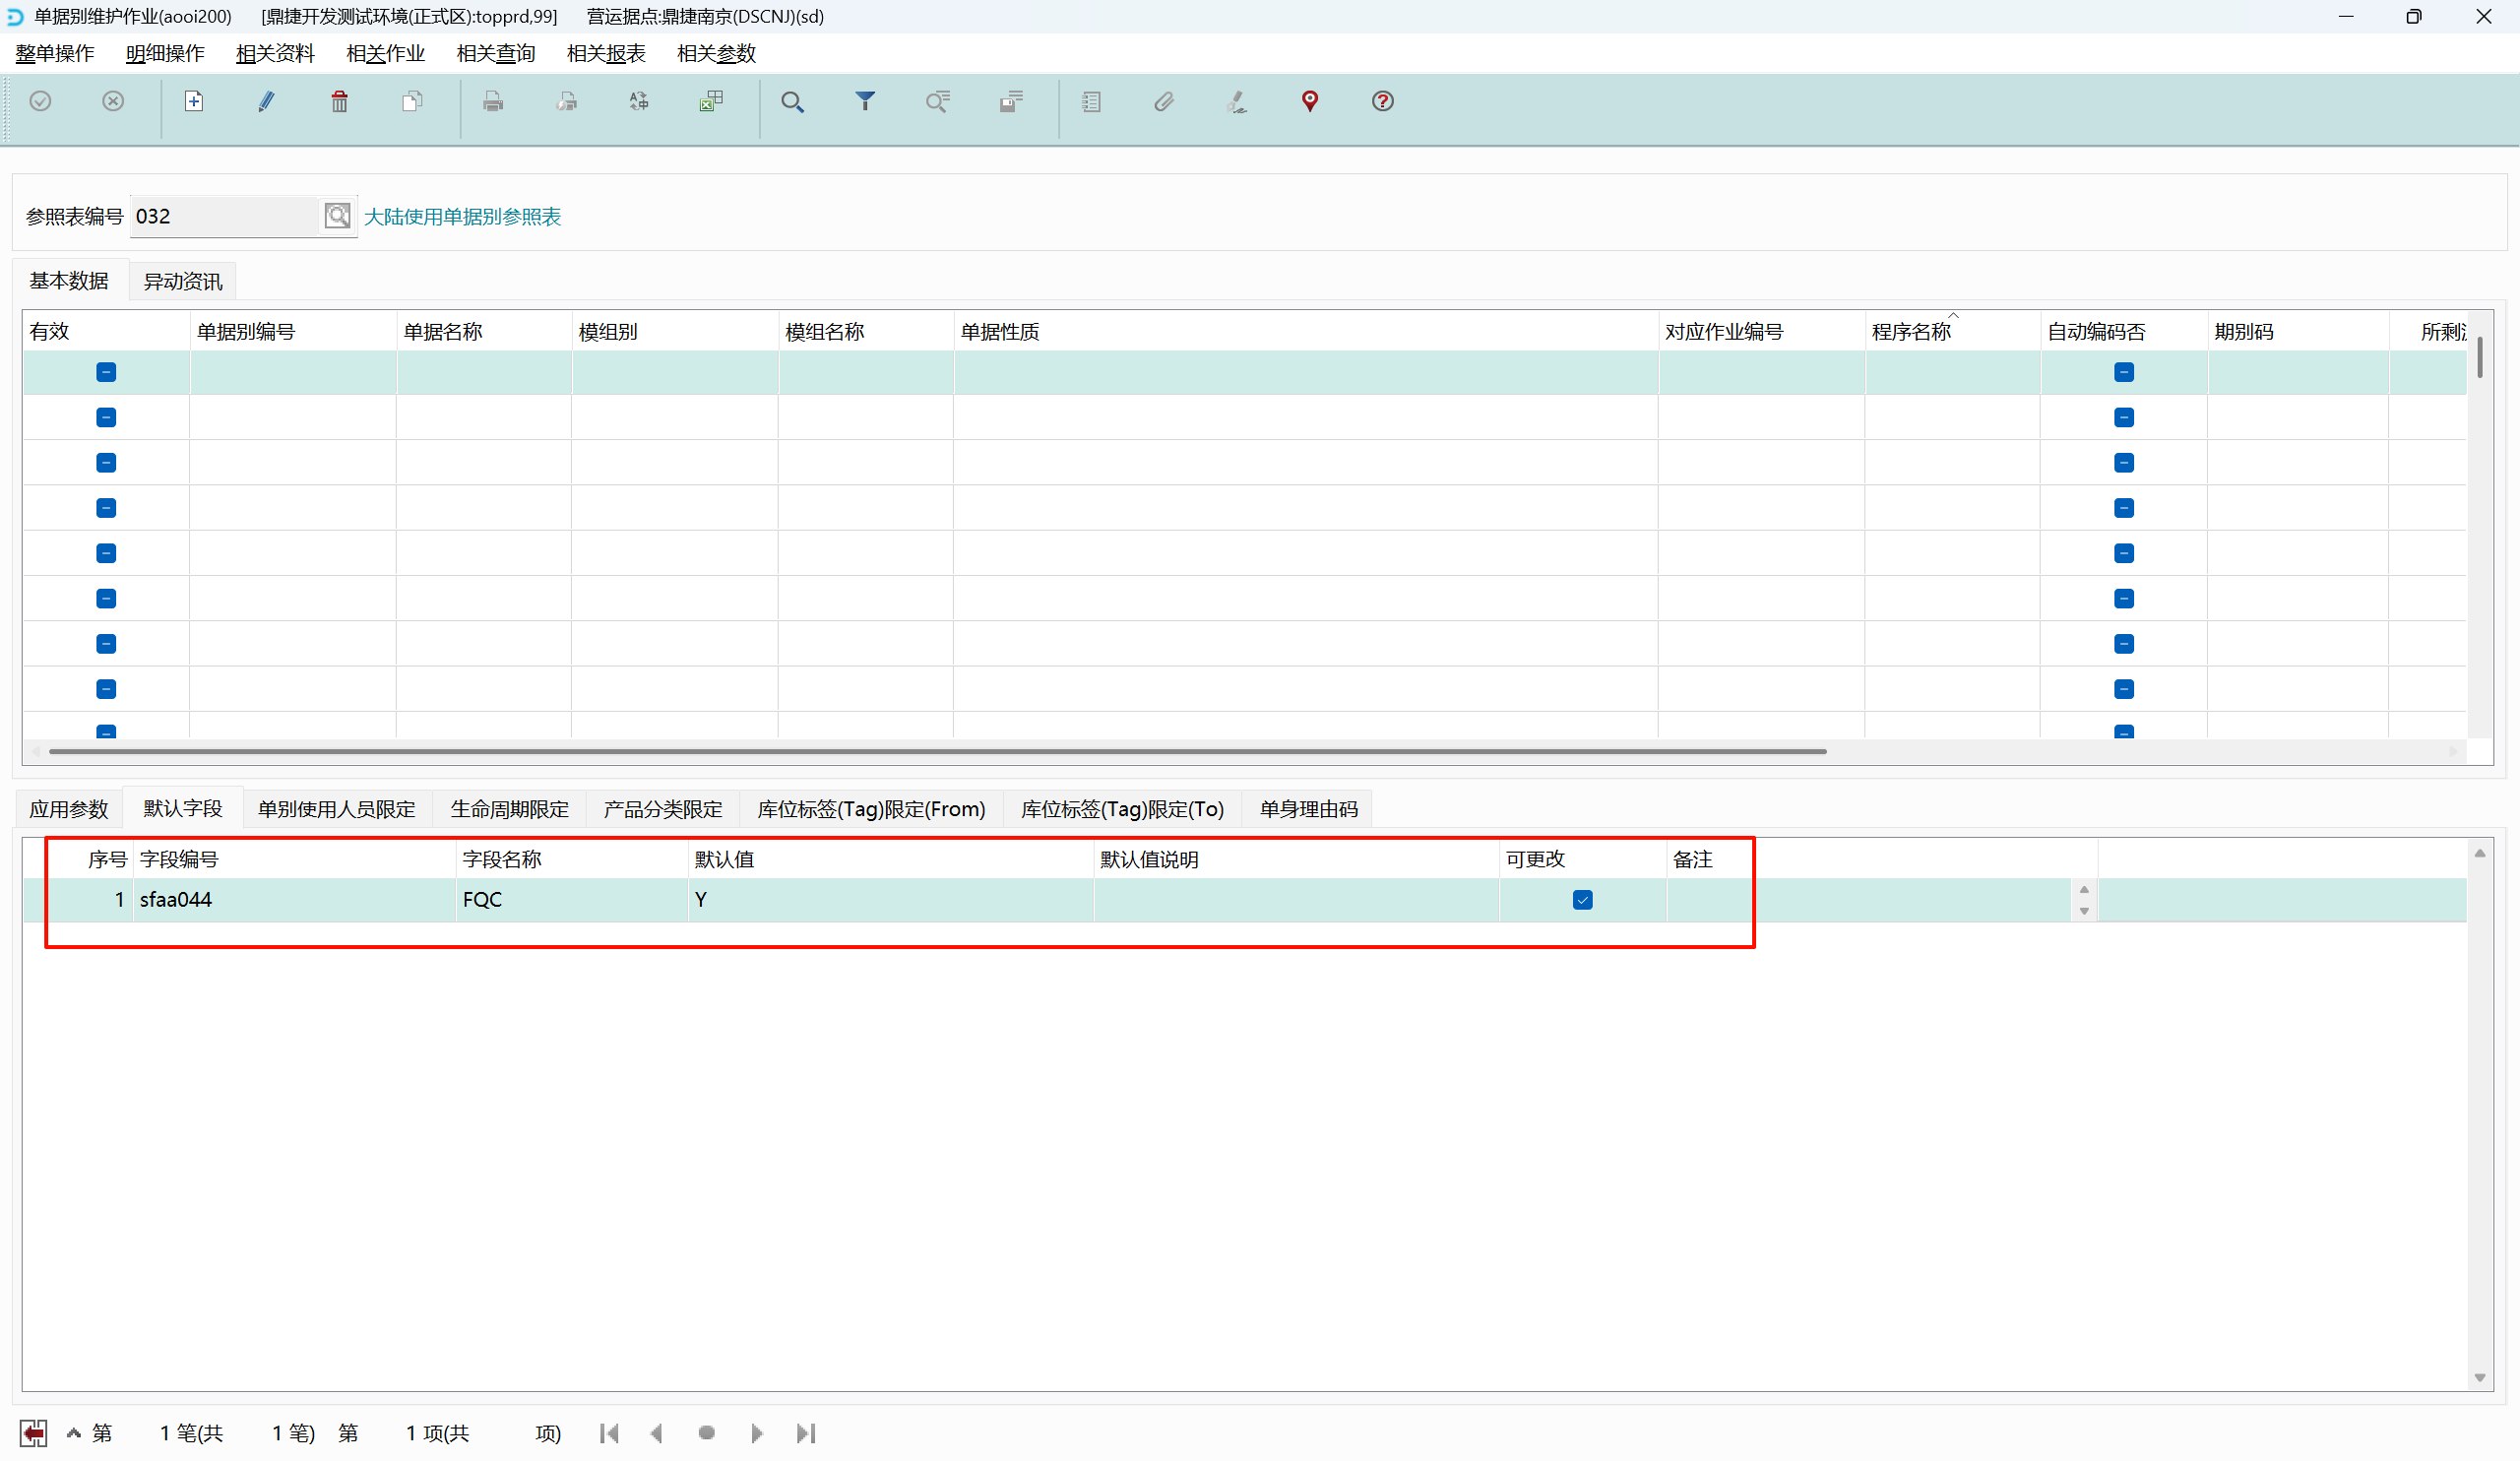 单据别维护作业(aooi200) [鼎捷开发测试环境(正式区):topprd,99] 营运据点:鼎捷南京(DSCNJ)(sd)
整单操作 明细操作 相关资料 相关作业 相关查询 相关报表 相关参数
参照表编号 032 大陆使用单据别参照表
基本数据 异动资讯
有效 单据别编号 单据名称 模组别 模组名称 单据性质 对应作业编号 程序名称 自动编码否 期别码 所剩
应用参数 默认字段 单别使用人员限定 生命周期限定 产品分类限定 库位标签(Tag)限定(From) 库位标签(Tag)限定(To) 单身理由码
序号 字段编号 字段名称 默认值 默认值说明 可更改 备注
1 sfaa044 FQC Y
第 1 笔(共 1 笔) 第 1 项(共 项)